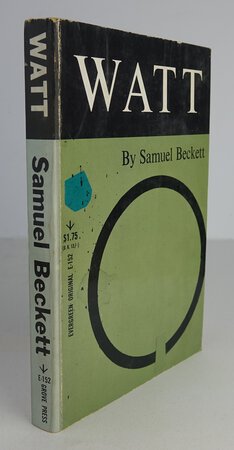 WATT
By Samuel Beckett
$1.75
EVERGREEN ORIGINAL E-152
WATT
Samuel Beckett
E-152
GROVE PRESS